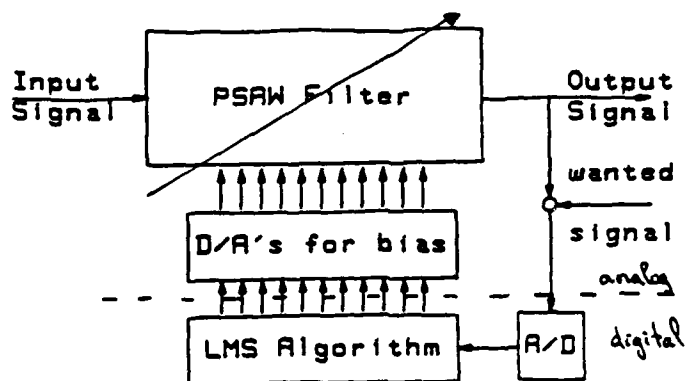 Input
Signal
PSAW Filter
Output
Signal
wanted
signal
D/A's for bias
analog
digital
LMS Algorithm
A/D